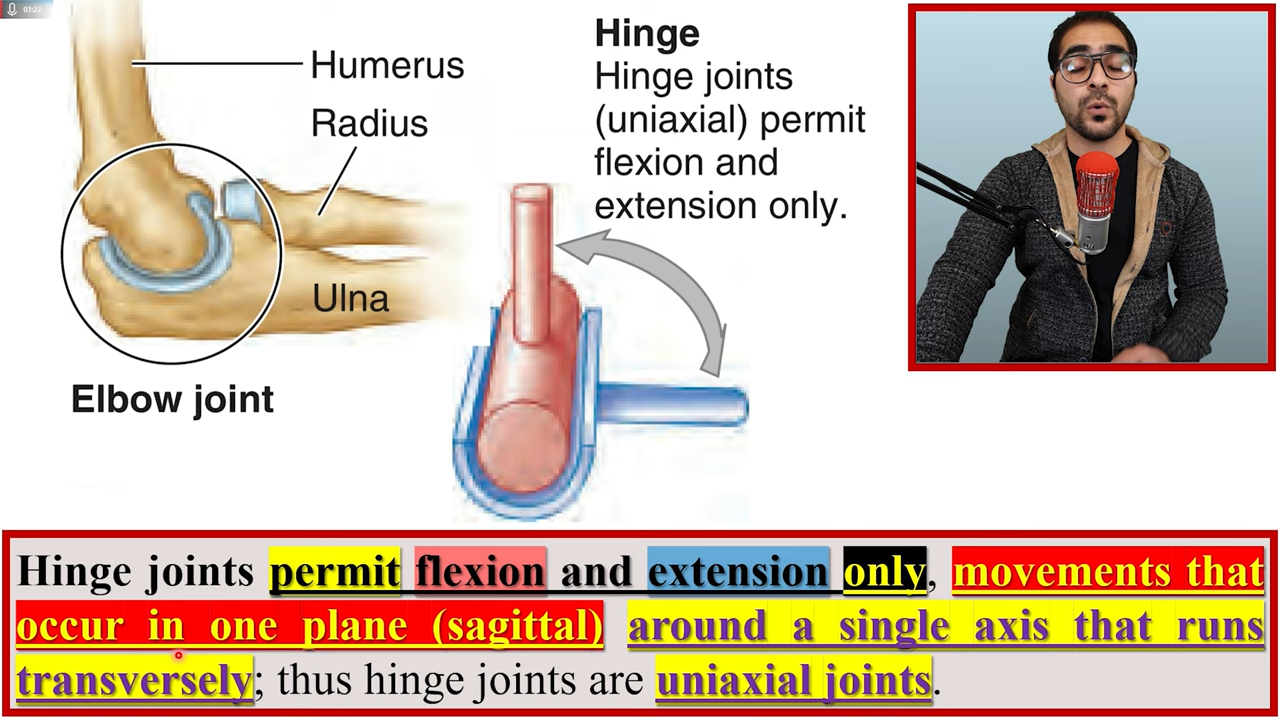 03:22
Humerus
Radius
Ulna
Elbow joint
Hinge
Hinge joints
(uniaxial) permit
flexion and
extension only.
Hinge joints permit flexion and extension only, movements that
occur in one plane (sagittal) around a single axis that runs
transversely; thus hinge joints are uniaxial joints.